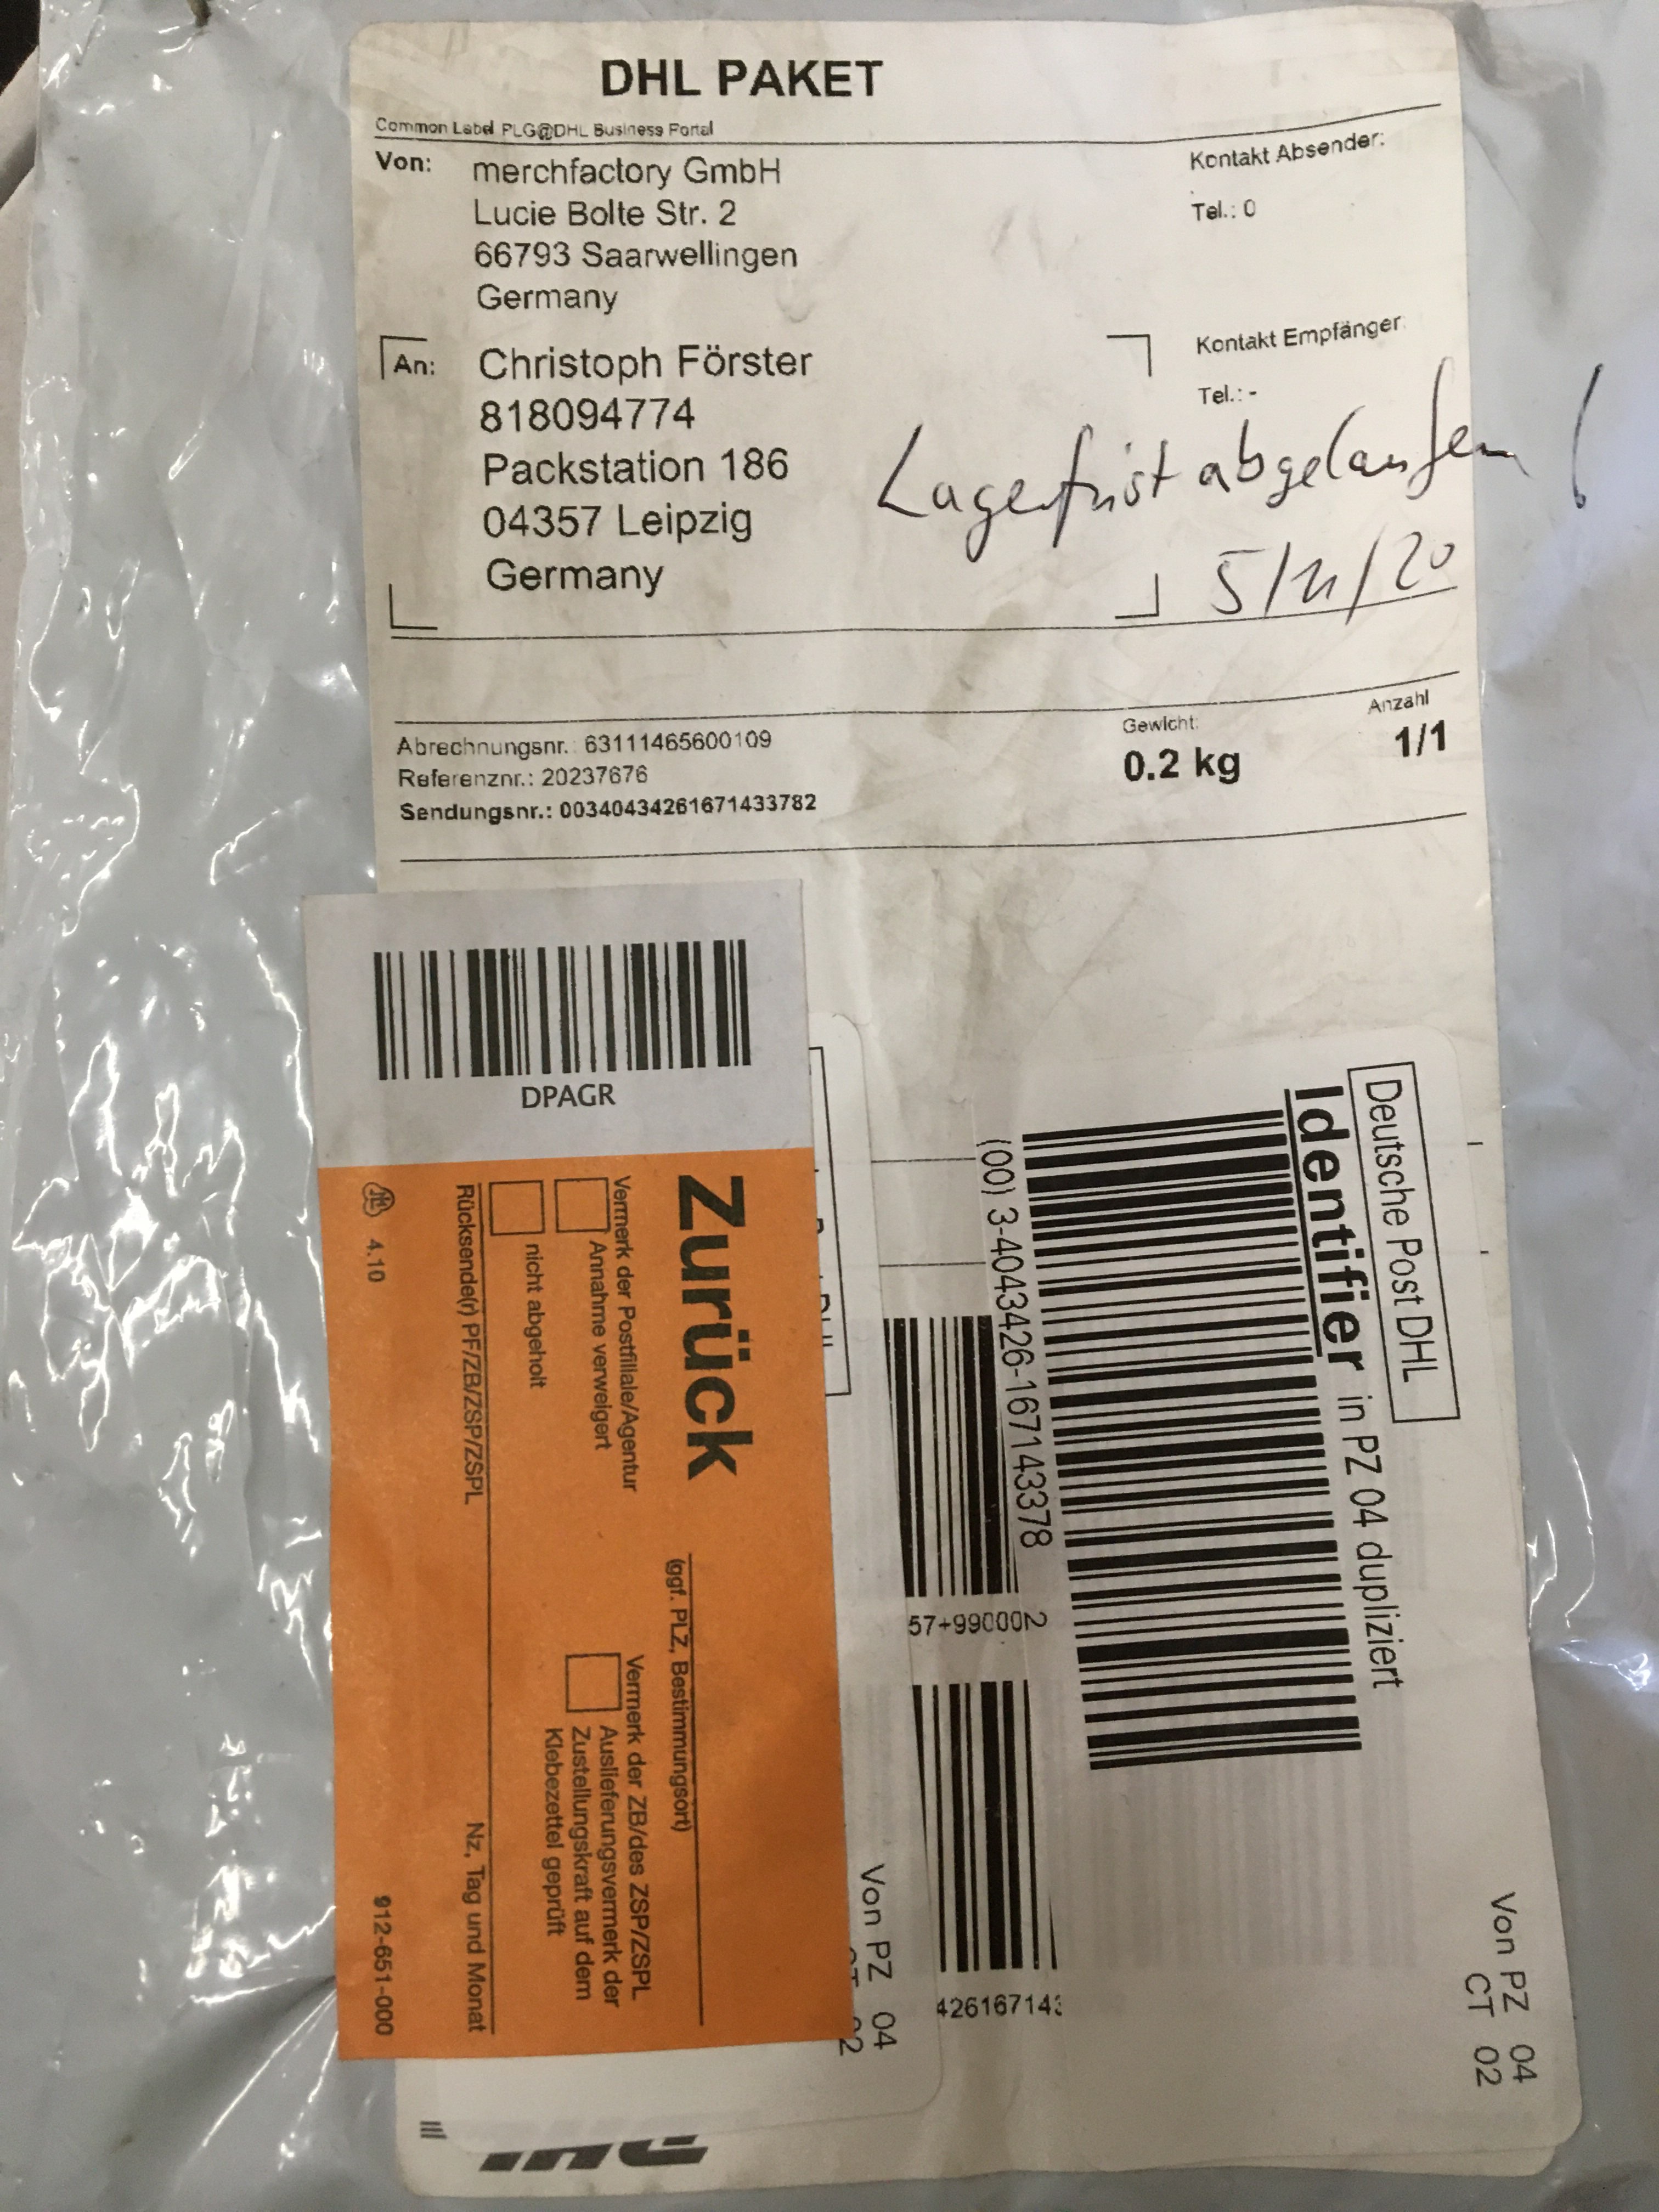 DHL PAKET
Common Label PLG@DHL Business Portal
Von: merchfactory GmbH
Lucie Bolte Str. 2
66793 Saarwellingen
Germany
Kontakt Absender:
Tel.: 0
An: Christoph Förster
818094774
Packstation 186
04357 Leipzig
Germany
Kontakt Empfänger:
Tel.: -
Lagerfrist abgelaufen!
5/11/20
Abrechnungsnr.: 63111465600109
Referenznr.: 20237676
Sendungsnr.: 00340434261671433782
Gewicht:
0.2 kg
Anzahl
1/1
DPAGR
Zurück
(ggf. PLZ, Bestimmungsort)
Vermerk der Postfiliale/Agentur
Annahme verweigert
nicht abgeholt
Vermerk der ZB/des ZSP/ZSPL
Auslieferungsvermerk der
Zustellungskraft auf dem
Klebezettel geprüft
Rücksende(r) PF/ZB/ZSP/ZSPL
Nz, Tag und Monat
4.10
912-651-000
Deutsche Post DHL
Identifier in PZ 04 dupliziert
(00) 3-4043426-167143378
57+990000
42616714
Von PZ 04
CT 02
Von PZ 04